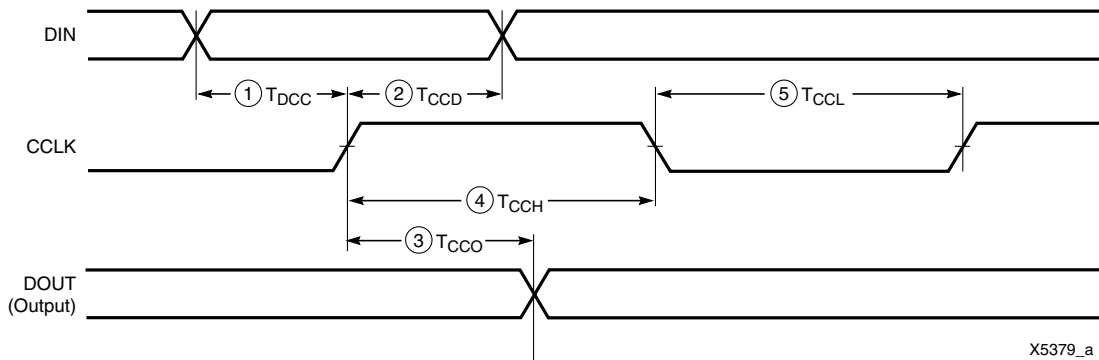 DIN
1 TDCC
2 TCCD
5 TCCL
CCLK
4 TCCH
3 TCCO
DOUT
(Output)
X5379_a